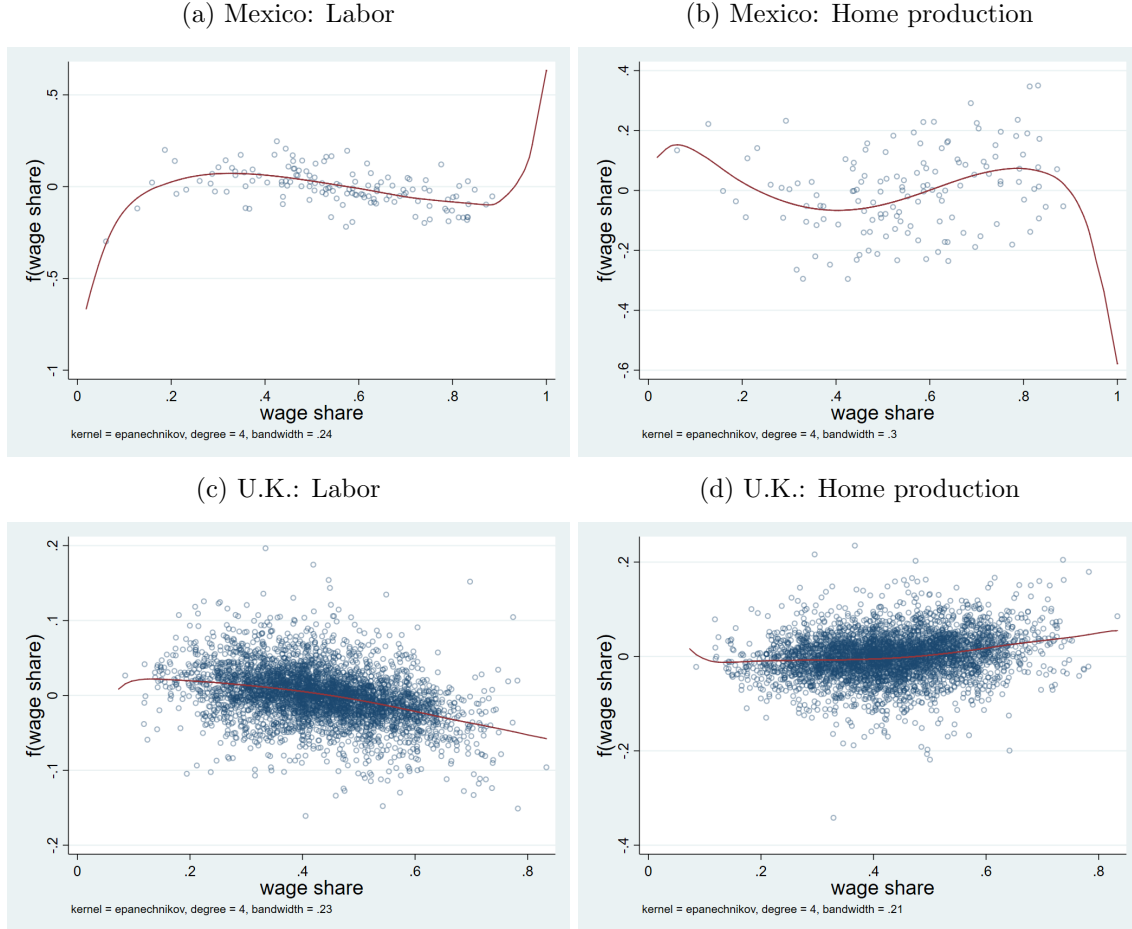 (a) Mexico: Labor
(b) Mexico: Home production
f(wage share)
.5
0
-.5
-1
0 .2 .4 .6 .8 1
wage share
kernel = epanechnikov, degree = 4, bandwidth = .24
f(wage share)
.4
.2
0
-.2
-.4
-.6
0 .2 .4 .6 .8 1
wage share
kernel = epanechnikov, degree = 4, bandwidth = .3
(c) U.K.: Labor
(d) U.K.: Home production
f(wage share)
.2
.1
0
-.1
-.2
0 .2 .4 .6 .8
wage share
kernel = epanechnikov, degree = 4, bandwidth = .23
f(wage share)
.2
0
-.2
-.4
0 .2 .4 .6 .8
wage share
kernel = epanechnikov, degree = 4, bandwidth = .21